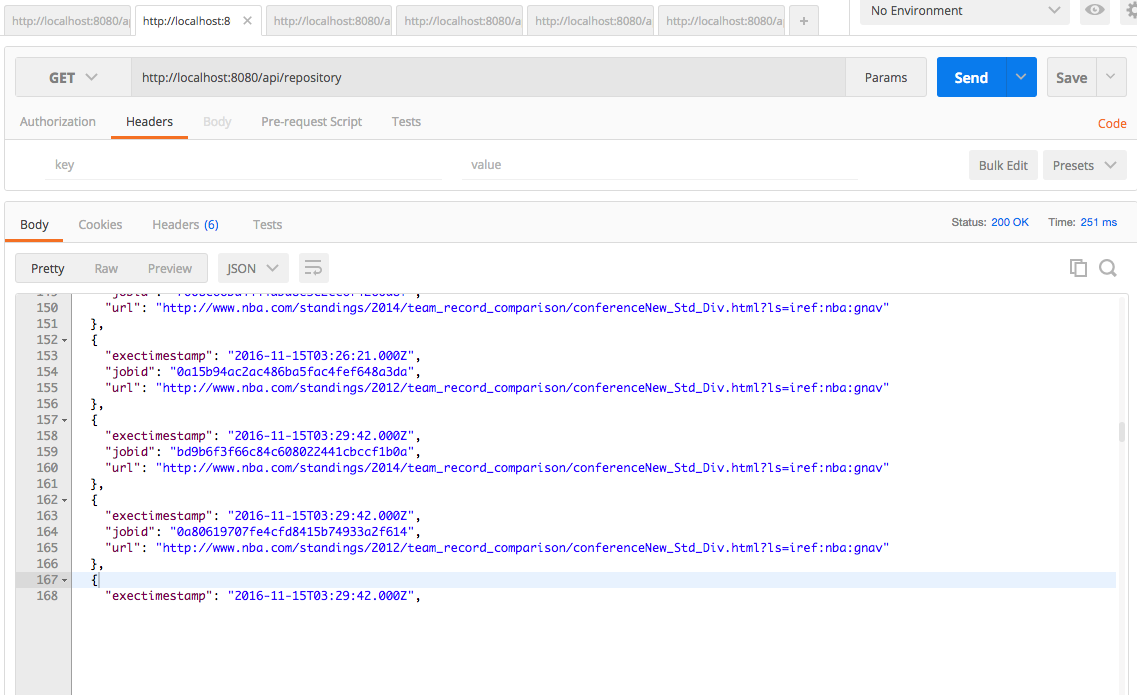 http://localhost:8080/ap http://localhost:8 × http://localhost:8080/a http://localhost:8080/a http://localhost:8080/a http://localhost:8080/ap + No Environment
GET http://localhost:8080/api/repository Params Send Save
Authorization Headers Body Pre-request Script Tests Code
key value Bulk Edit Presets
Body Cookies Headers (6) Tests Status: 200 OK Time: 251 ms
Pretty Raw Preview JSON
150 "url": "http://www.nba.com/standings/2014/team_record_comparison/conferenceNew_Std_Div.html?ls=iref:nba:gnav"
151 },
152 {
153 "exectimestamp": "2016-11-15T03:26:21.000Z",
154 "jobid": "0a15b94ac2ac486ba5fac4fef648a3da",
155 "url": "http://www.nba.com/standings/2012/team_record_comparison/conferenceNew_Std_Div.html?ls=iref:nba:gnav"
156 },
157 {
158 "exectimestamp": "2016-11-15T03:29:42.000Z",
159 "jobid": "bd9b6f3f66c84c608022441cbccf1b0a",
160 "url": "http://www.nba.com/standings/2014/team_record_comparison/conferenceNew_Std_Div.html?ls=iref:nba:gnav"
161 },
162 {
163 "exectimestamp": "2016-11-15T03:29:42.000Z",
164 "jobid": "0a80619707fe4cfd8415b74933a2f614",
165 "url": "http://www.nba.com/standings/2012/team_record_comparison/conferenceNew_Std_Div.html?ls=iref:nba:gnav"
166 },
167 {
168 "exectimestamp": "2016-11-15T03:29:42.000Z",